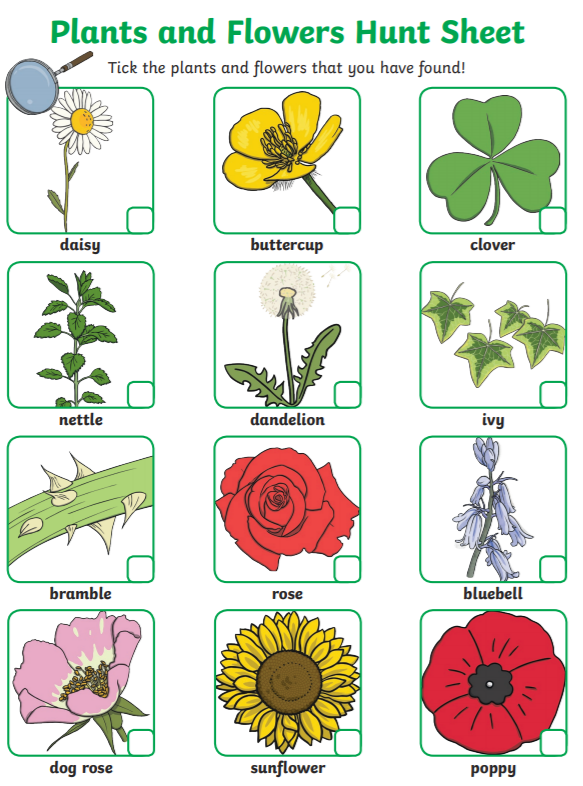 Plants and Flowers Hunt Sheet
Tick the plants and flowers that you have found!
daisy
buttercup
clover
nettle
dandelion
ivy
bramble
rose
bluebell
dog rose
sunflower
poppy